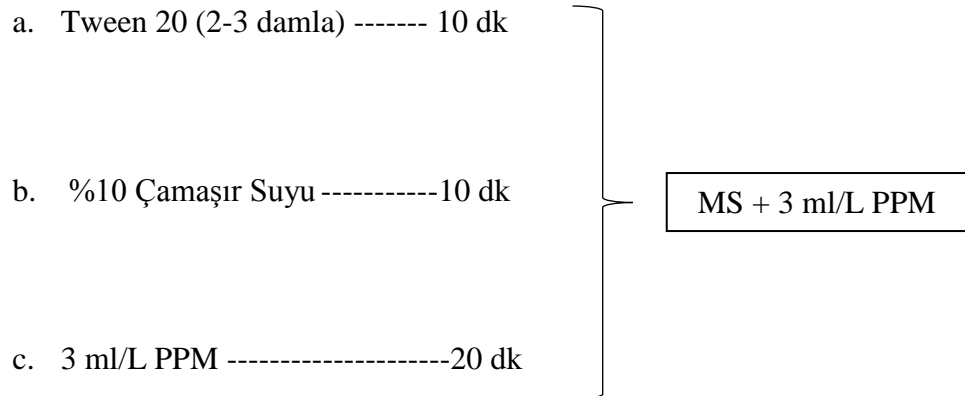 a. Tween 20 (2-3 damla) ------- 10 dk
b. %10 Çamaşır Suyu -----------10 dk
MS + 3 ml/L PPM
c. 3 ml/L PPM ---------------------20 dk